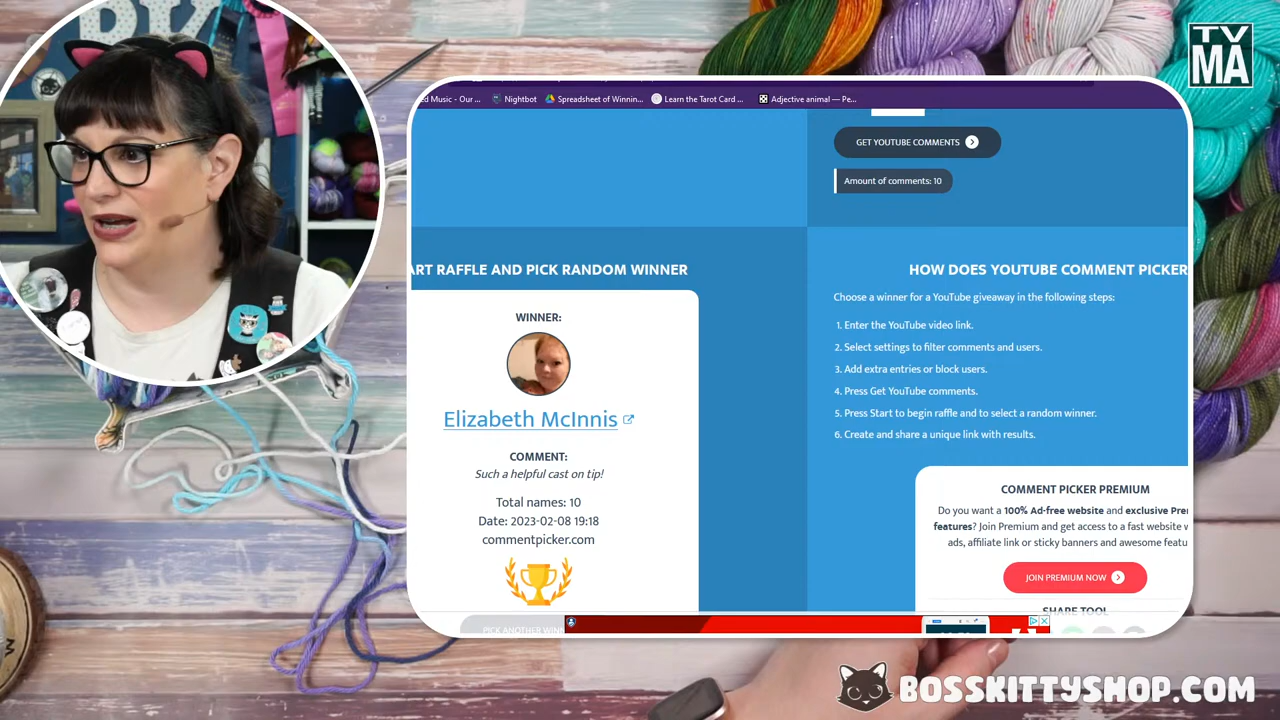 TV
MA
ed Music - Our ...
Nightbot
Spreadsheet of Winnin...
Learn the Tarot Card ...
Adjective animal — Pe...
GET YOUTUBE COMMENTS
Amount of comments: 10
ART RAFFLE AND PICK RANDOM WINNER
WINNER:
Elizabeth McInnis
COMMENT:
Such a helpful cast on tip!
Total names: 10
Date: 2023-02-08 19:18
commentpicker.com
PICK ANOTHER WINN
HOW DOES YOUTUBE COMMENT PICKER
Choose a winner for a YouTube giveaway in the following steps:
1. Enter the YouTube video link.
2. Select settings to filter comments and users.
3. Add extra entries or block users.
4. Press Get YouTube comments.
5. Press Start to begin raffle and to select a random winner.
6. Create and share a unique link with results.
COMMENT PICKER PREMIUM
Do you want a 100% Ad-free website and exclusive Pre
features? Join Premium and get access to a fast website w
ads, affiliate link or sticky banners and awesome featu
JOIN PREMIUM NOW
SHARE TOOL
BOSSKITTYSHOP.COM